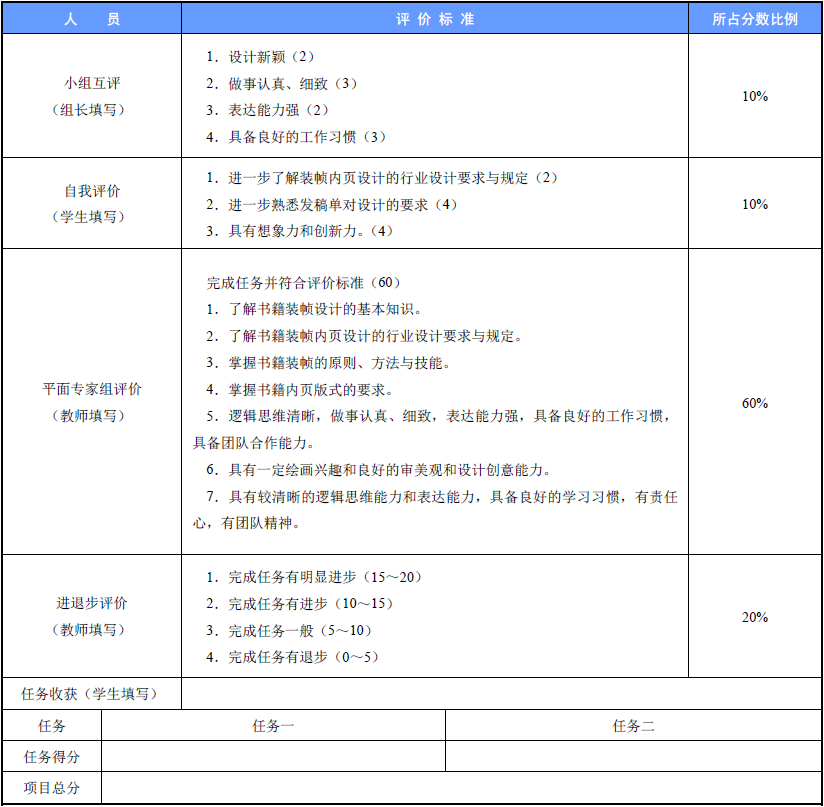 人　员　评 价 标 准　所占分数比例
小组互评
（组长填写）
1．设计新颖（2）
2．做事认真、细致（3）
3．表达能力强（2）
4．具备良好的工作习惯（3）
10%
自我评价
（学生填写）
1．进一步了解装帧内页设计的行业设计要求与规定（2）
2．进一步熟悉发稿单对设计的要求（4）
3．具有想象力和创新力。（4）
10%
平面专家组评价
（教师填写）
完成任务并符合评价标准（60）
1．了解书籍装帧设计的基本知识。
2．了解书籍装帧内页设计的行业设计要求与规定。
3．掌握书籍装帧的原则、方法与技能。
4．掌握书籍内页版式的要求。
5．逻辑思维清晰，做事认真、细致，表达能力强，具备良好的工作习惯，
具备团队合作能力。
6．具有一定绘画兴趣和良好的审美观和设计创意能力。
7．具有较清晰的逻辑思维能力和表达能力，具备良好的学习习惯，有责任
心，有团队精神。
60%
进退步评价
（教师填写）
1．完成任务有明显进步（15～20）
2．完成任务有进步（10～15）
3．完成任务一般（5～10）
4．完成任务有退步（0～5）
20%
任务收获（学生填写）
任务　任务一　任务二
任务得分
项目总分